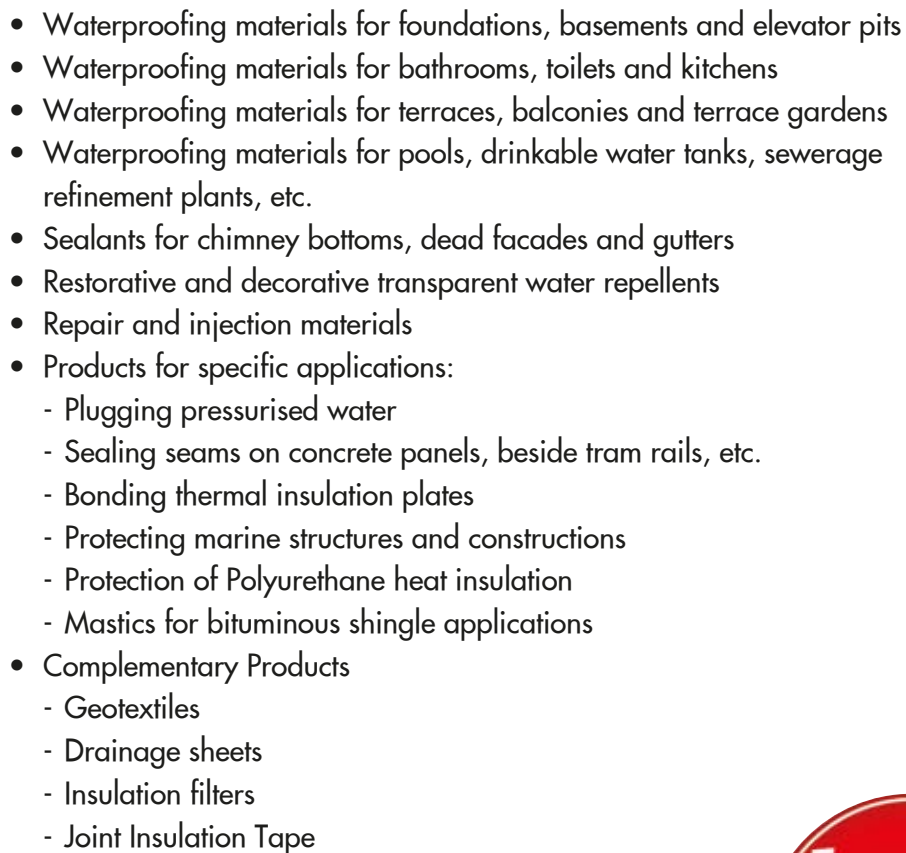 • Waterproofing materials for foundations, basements and elevator pits
• Waterproofing materials for bathrooms, toilets and kitchens
• Waterproofing materials for terraces, balconies and terrace gardens
• Waterproofing materials for pools, drinkable water tanks, sewerage
refinement plants, etc.
• Sealants for chimney bottoms, dead facades and gutters
• Restorative and decorative transparent water repellents
• Repair and injection materials
• Products for specific applications:
- Plugging pressurised water
- Sealing seams on concrete panels, beside tram rails, etc.
- Bonding thermal insulation plates
- Protecting marine structures and constructions
- Protection of Polyurethane heat insulation
- Mastics for bituminous shingle applications
• Complementary Products
- Geotextiles
- Drainage sheets
- Insulation filters
- Joint Insulation Tape